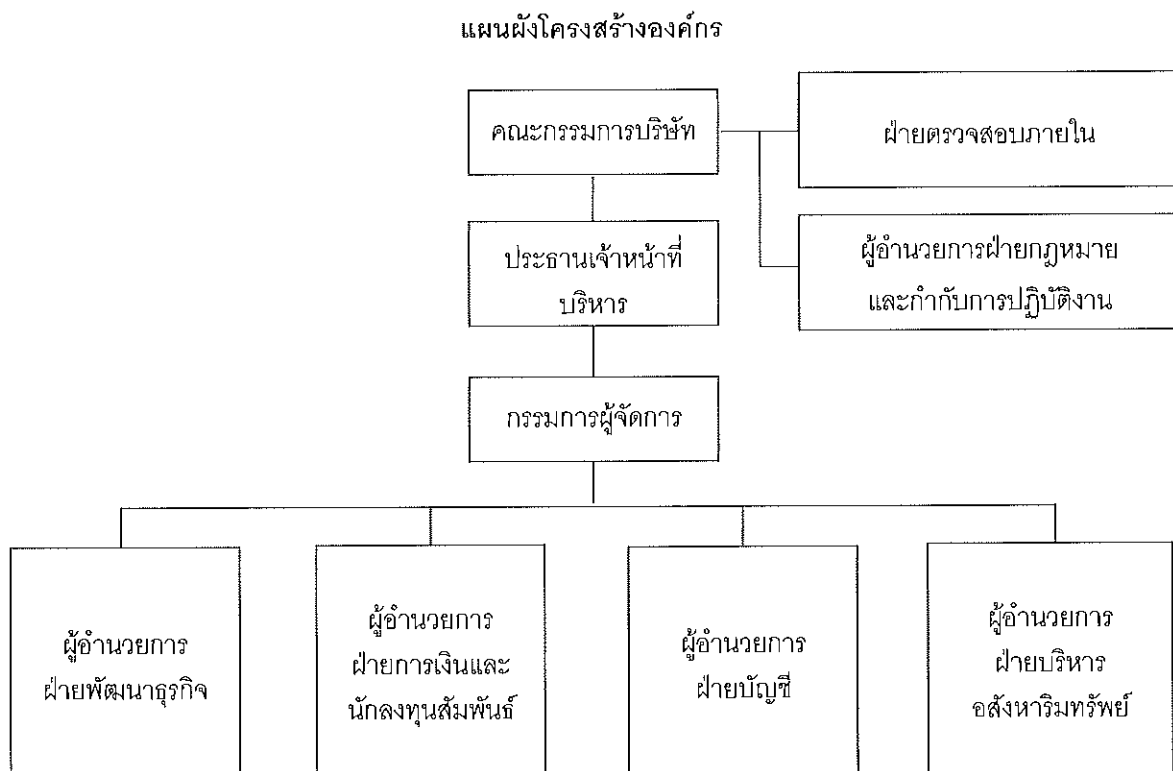 แผนผังโครงสร้างองค์กร
คณะกรรมการบริษัท
ฝ่ายตรวจสอบภายใน
ประธานเจ้าหน้าที่
บริหาร
ผู้อำนวยการฝ่ายกฎหมาย
และกำกับการปฏิบัติงาน
กรรมการผู้จัดการ
ผู้อำนวยการ
ฝ่ายพัฒนาธุรกิจ
ผู้อำนวยการ
ฝ่ายการเงินและ
นักลงทุนสัมพันธ์
ผู้อำนวยการ
ฝ่ายบัญชี
ผู้อำนวยการ
ฝ่ายบริหาร
อสังหาริมทรัพย์